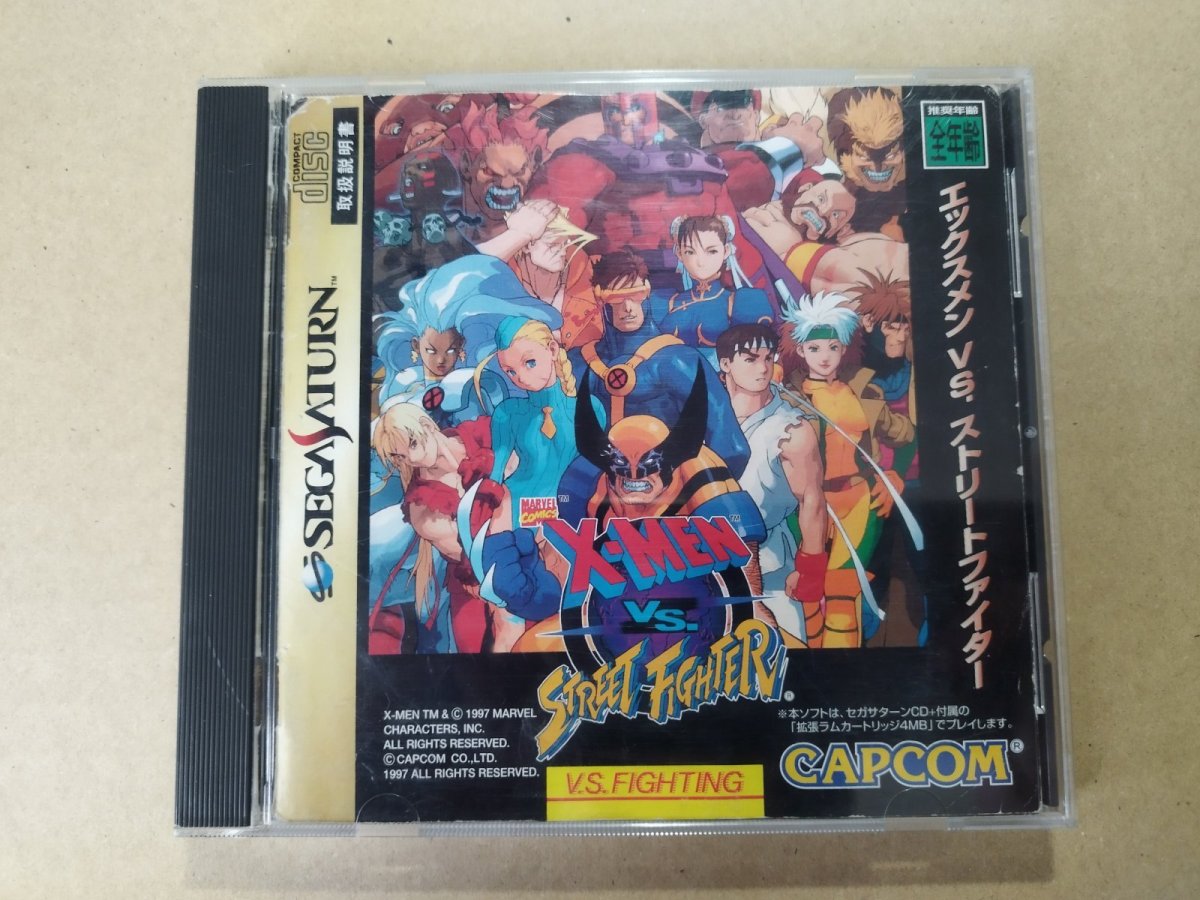 COMPACT
disc
取扱説明書
SEGA SATURN™
推奨年齢
全年齢
エックスメン VS. ストリートファイター
MARVEL
COMICS
™
X-MEN™
VS.
STREET FIGHTER®
X-MEN TM & © 1997 MARVEL
CHARACTERS, INC.
ALL RIGHTS RESERVED.
© CAPCOM CO.,LTD.
1997 ALL RIGHTS RESERVED.
※本ソフトは、セガサターンCD+付属の
「拡張ラムカートリッジ4MB」でプレイします。
V.S. FIGHTING
CAPCOM®